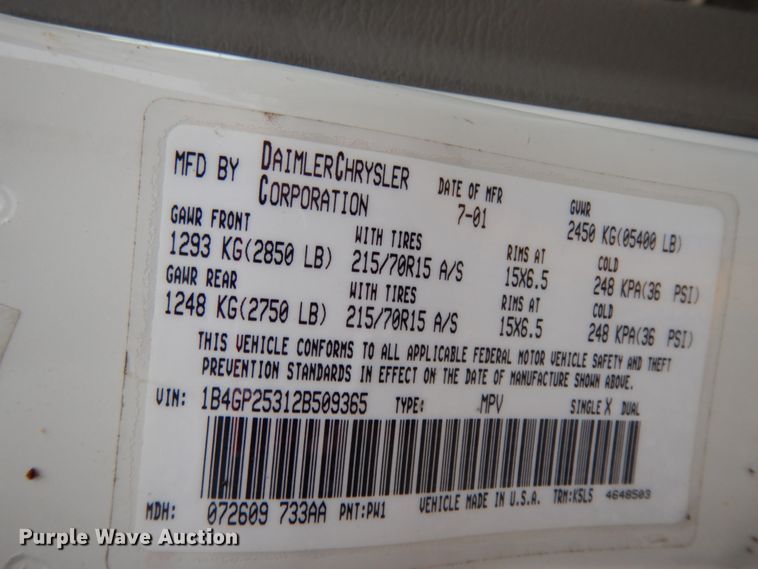 MFD BY DAIMLERCHRYSLER CORPORATION
DATE OF MFR 7-01
GVWR 2450 KG(05400 LB)
GAWR FRONT WITH TIRES RIMS AT COLD
1293 KG(2850 LB) 215/70R15 A/S 15X6.5 248 KPA(36 PSI)
GAWR REAR WITH TIRES RIMS AT COLD
1248 KG(2750 LB) 215/70R15 A/S 15X6.5 248 KPA(36 PSI)
THIS VEHICLE CONFORMS TO ALL APPLICABLE FEDERAL MOTOR VEHICLE SAFETY AND THEFT
PREVENTION STANDARDS IN EFFECT ON THE DATE OF MANUFACTURE SHOWN ABOVE.
VIN: 1B4GP25312B509365 TYPE: MPV SINGLE X DUAL
MDH: 072609 733AA PNT:PW1 VEHICLE MADE IN U.S.A. TRM:K5L5 4648503
Purple Wave Auction